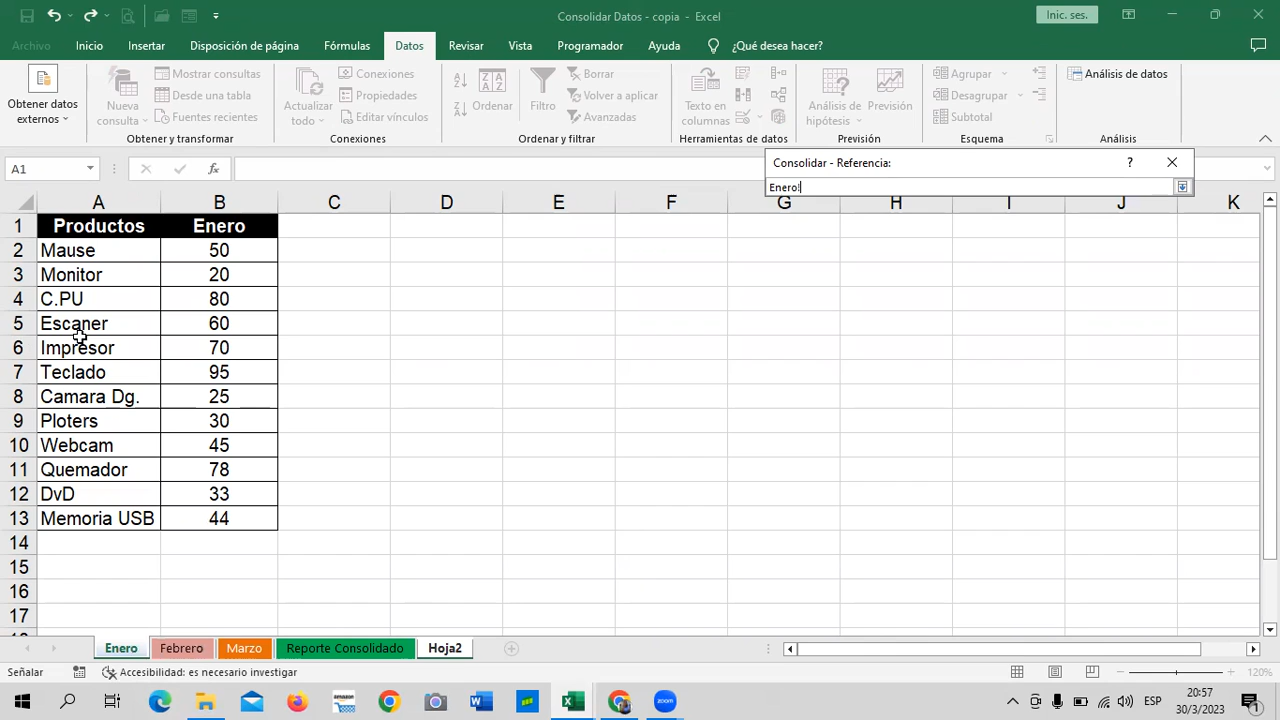 Consolidar Datos - copia - Excel
Inic. ses.
Archivo Inicio Insertar Disposición de página Fórmulas Datos Revisar Vista Programador Ayuda ¿Qué desea hacer?
Obtener datos externos
Nueva consulta
Mostrar consultas
Desde una tabla
Fuentes recientes
Obtener y transformar
Actualizar todo
Conexiones
Propiedades
Editar vínculos
Conexiones
Ordenar
Filtro
Borrar
Volver a aplicar
Avanzadas
Ordenar y filtrar
Texto en columnas
Herramientas de datos
Análisis de hipótesis
Previsión
Previsión
Agrupar
Desagrupar
Subtotal
Esquema
Análisis de datos
Análisis
A1
fx
Consolidar - Referencia:
?
Enero!
A B C D E F G H I J K
1 Productos Enero
2 Mause 50
3 Monitor 20
4 C.PU 80
5 Escaner 60
6 Impresor 70
7 Teclado 95
8 Camara Dg. 25
9 Ploters 30
10 Webcam 45
11 Quemador 78
12 DvD 33
13 Memoria USB 44
14
15
16
17
Enero Febrero Marzo Reporte Consolidado Hoja2
Señalar
Accesibilidad: es necesario investigar
120%
zoom
ESP
20:57
30/3/2023